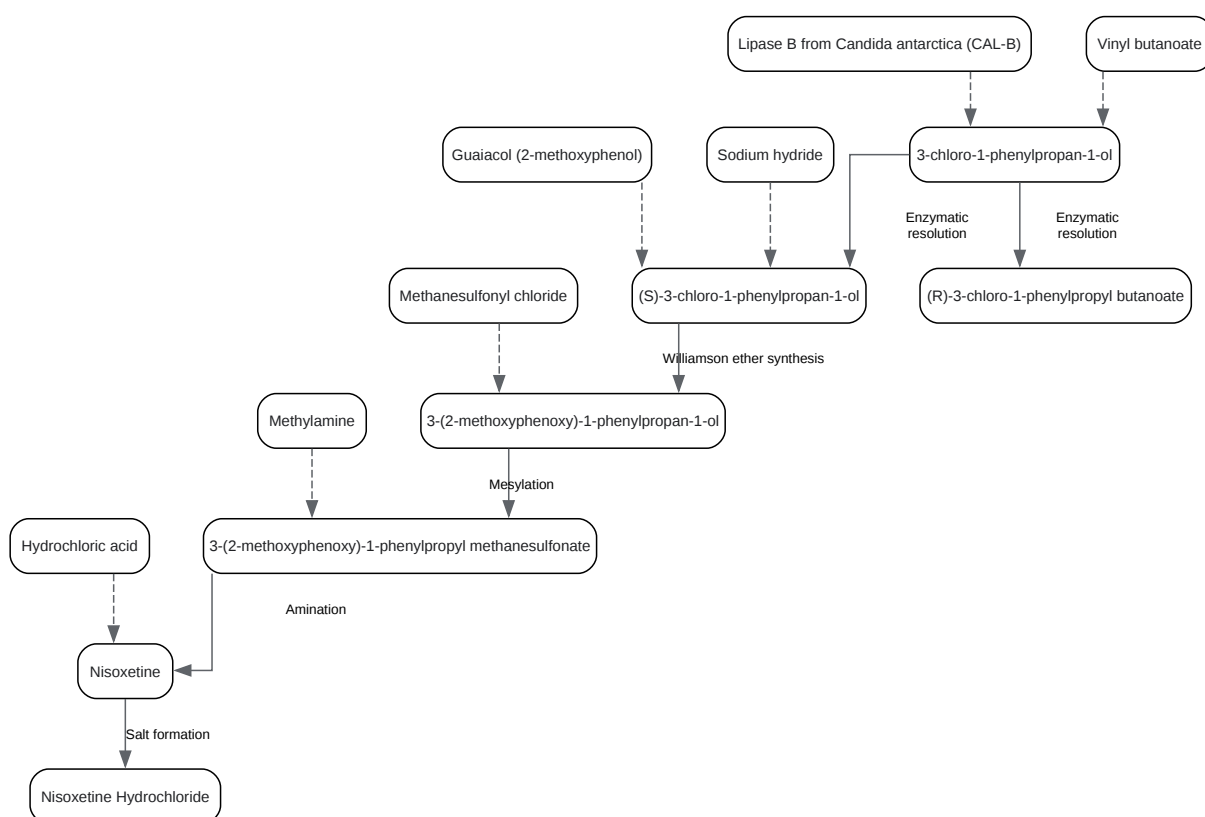 Lipase B from Candida antarctica (CAL-B)
Vinyl butanoate
Guaiacol (2-methoxyphenol)
Sodium hydride
3-chloro-1-phenylpropan-1-ol
Enzymatic
resolution
Enzymatic
resolution
Methanesulfonyl chloride
(S)-3-chloro-1-phenylpropan-1-ol
(R)-3-chloro-1-phenylpropyl butanoate
Williamson ether synthesis
Methylamine
3-(2-methoxyphenoxy)-1-phenylpropan-1-ol
Mesylation
Hydrochloric acid
3-(2-methoxyphenoxy)-1-phenylpropyl methanesulfonate
Amination
Nisoxetine
Salt formation
Nisoxetine Hydrochloride